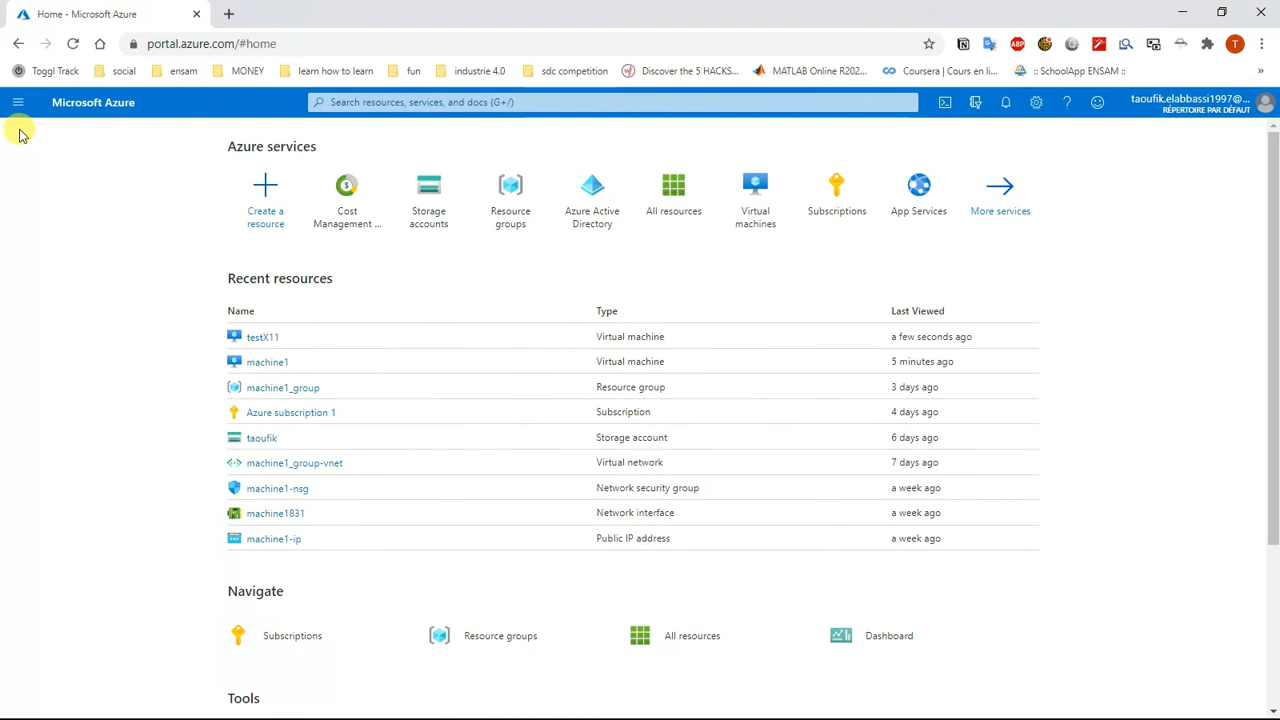 Home - Microsoft Azure
portal.azure.com/#home
ABP
T
Toggl Track
social
ensam
MONEY
learn how to learn
fun
industrie 4.0
sdc competition
Discover the 5 HACKS...
MATLAB Online R202...
Coursera | Cours en li...
:: SchoolApp ENSAM ::
»
Microsoft Azure
Search resources, services, and docs (G+/)
taoufik.elabbassi1997@...
RÉPERTOIRE PAR DÉFAUT
Azure services
Create a resource
Cost Management ...
Storage accounts
Resource groups
Azure Active Directory
All resources
Virtual machines
Subscriptions
App Services
More services
Recent resources
Name Type Last Viewed
testX11 Virtual machine a few seconds ago
machine1 Virtual machine 5 minutes ago
machine1_group Resource group 3 days ago
Azure subscription 1 Subscription 4 days ago
taoufik Storage account 6 days ago
machine1_group-vnet Virtual network 7 days ago
machine1-nsg Network security group a week ago
machine1831 Network interface a week ago
machine1-ip Public IP address a week ago
Navigate
Subscriptions Resource groups All resources Dashboard
Tools